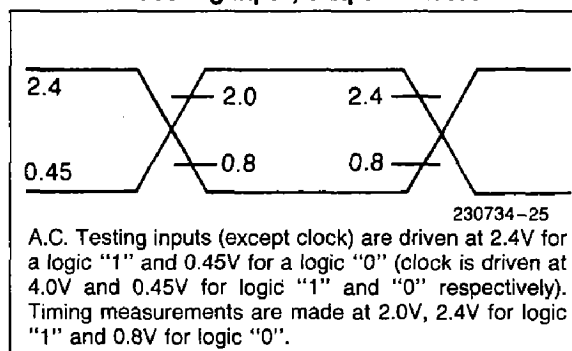 2.4 2.0 2.4
0.45 0.8 0.8
230734-25
A.C. Testing inputs (except clock) are driven at 2.4V for
a logic "1" and 0.45V for a logic "0" (clock is driven at
4.0V and 0.45V for logic "1" and "0" respectively).
Timing measurements are made at 2.0V, 2.4V for logic
"1" and 0.8V for logic "0".